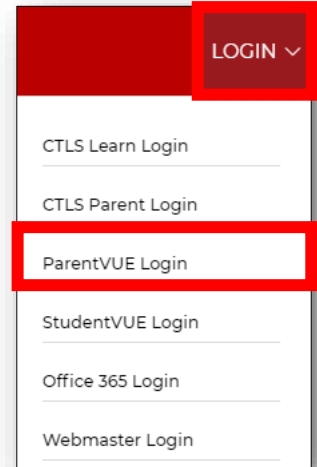 LOGIN
CTLS Learn Login
CTLS Parent Login
ParentVUE Login
StudentVUE Login
Office 365 Login
Webmaster Login